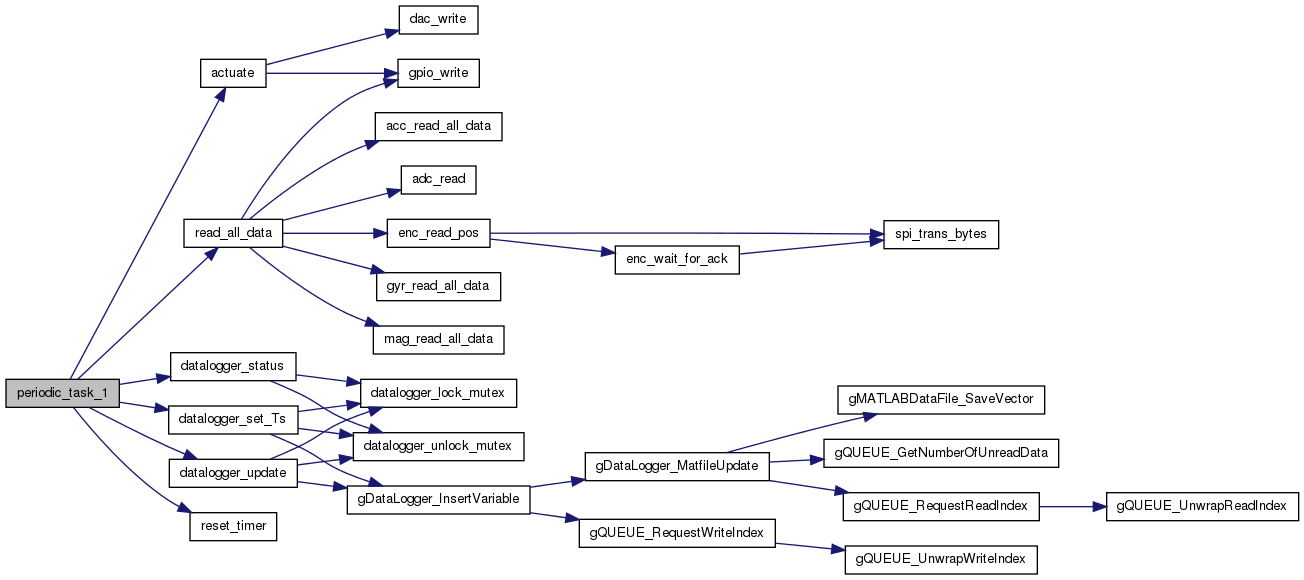 dac_write
actuate
gpio_write
acc_read_all_data
adc_read
read_all_data
enc_read_pos
spi_trans_bytes
enc_wait_for_ack
gyr_read_all_data
mag_read_all_data
datalogger_status
periodic_task_1
datalogger_lock_mutex
gMATLABDataFile_SaveVector
datalogger_set_Ts
datalogger_unlock_mutex
gQUEUE_GetNumberOfUnreadData
gDataLogger_MatfileUpdate
datalogger_update
gDataLogger_InsertVariable
gQUEUE_RequestReadIndex
gQUEUE_UnwrapReadIndex
reset_timer
gQUEUE_RequestWriteIndex
gQUEUE_UnwrapWriteIndex